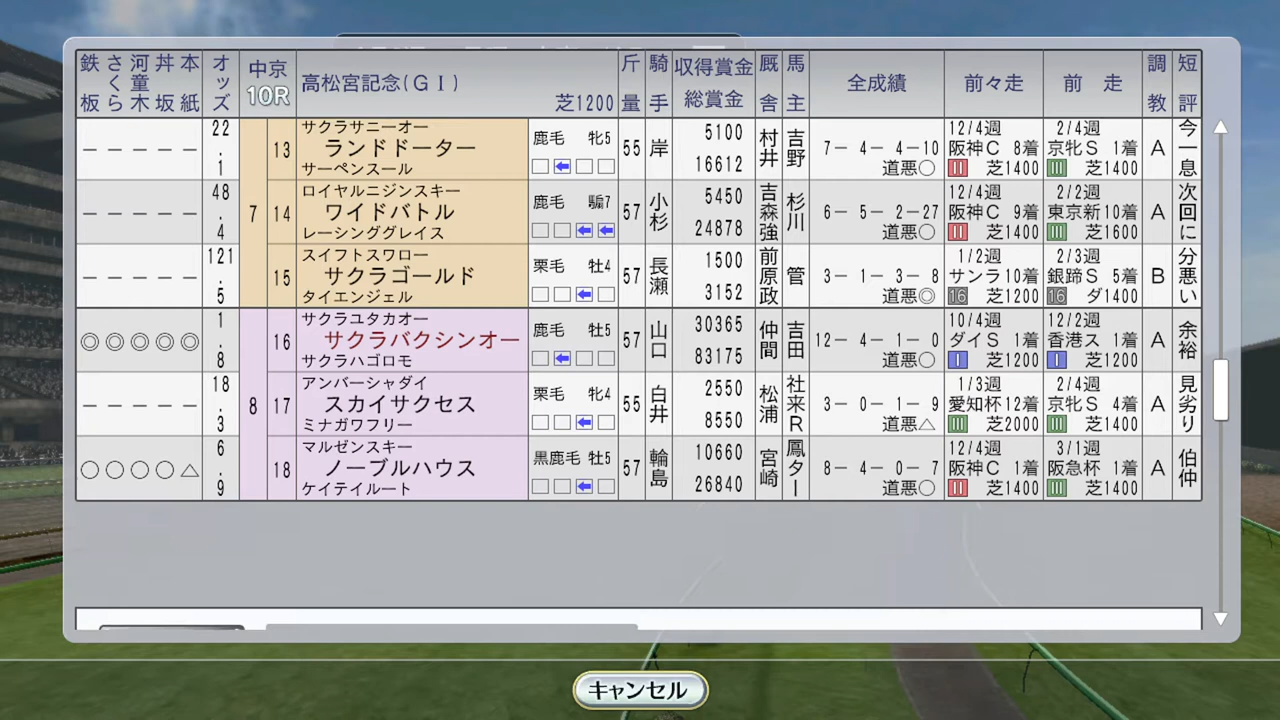 鉄板 さくら 河童木 丼坂 本紙 オッズ 中京10R 高松宮記念(GⅠ) 芝1200 斤量 騎手 収得賞金 総賞金 厩舎 馬主 全成績 前々走 前 走 調教 短評
－ － － － － 22.1 7 13 サクラサニーオー 鹿毛 牝5 55 岸 5100 村井 吉野 7－ 4－ 4－10 12/4週 2/4週 A 今一息
ランドドーター 阪神C 8着 京牝S 1着
サーペンスール 16612 道悪○ Ⅱ 芝1400 Ⅲ 芝1400
－ － － － － 48.4 14 ロイヤルニジンスキー 鹿毛 騸7 57 小杉 5450 吉森強 杉川 6－ 5－ 2－27 12/4週 2/2週 A 次回に
ワイドバトル 阪神C 9着 東京新10着
レーシンググレイス 24878 道悪○ Ⅱ 芝1400 Ⅲ 芝1600
－ － － － － 121.5 15 スイフトスワロー 栗毛 牡4 57 長瀬 1500 前原政 菅 3－ 1－ 3－ 8 1/2週 2/3週 B 分悪い
サクラゴールド サンラ10着 銀蹄S 5着
タイエンジェル 3152 道悪◎ 16 芝1200 16 ダ1400
◎ ◎ ◎ ◎ ◎ 1.8 8 16 サクラユタカオー 鹿毛 牡5 57 山口 30365 仲間 吉田 12－ 4－ 1－ 0 10/4週 12/2週 A 余裕
サクラバクシンオー ダイS 1着 香港ス 1着
サクラハゴロモ 83175 道悪○ Ⅰ 芝1200 Ⅰ 芝1200
－ － － － － 18.3 17 アンバーシャダイ 栗毛 牝4 55 白井 2550 松浦 社来R 3－ 0－ 1－ 9 1/3週 2/4週 A 見劣り
スカイサクセス 愛知杯12着 京牝S 4着
ミナガワフリー 8550 道悪△ Ⅲ 芝2000 Ⅲ 芝1400
○ ○ ○ ○ △ 6.9 18 マルゼンスキー 黒鹿毛 牡5 57 輪島 10660 宮崎 鳳ター 8－ 4－ 0－ 7 12/4週 3/1週 A 伯仲
ノーブルハウス 阪神C 1着 阪急杯 1着
ケイテイルート 26840 道悪○ Ⅱ 芝1400 Ⅲ 芝1400
キャンセル